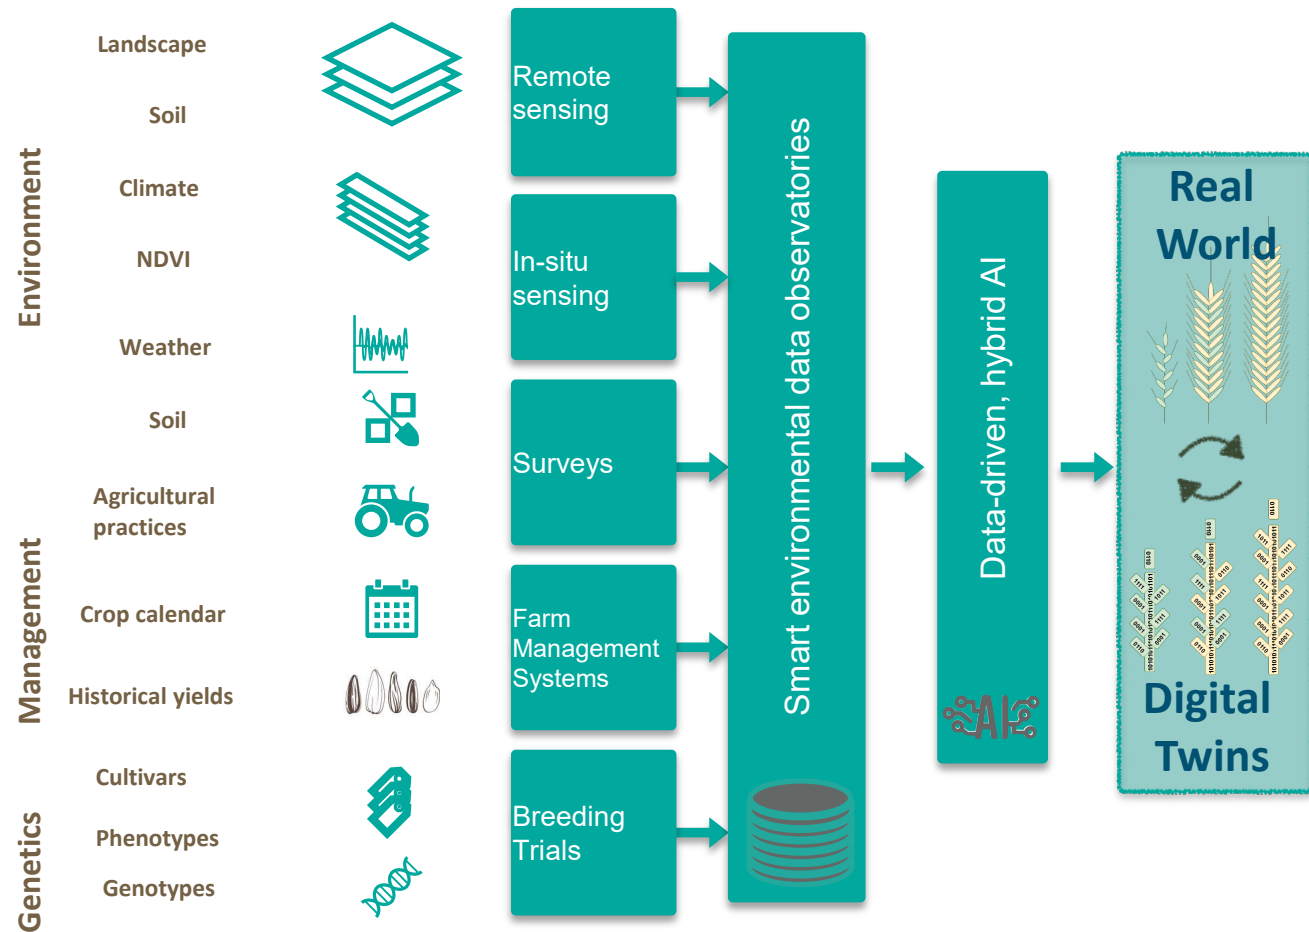 Environment
Landscape
Soil
Climate
NDVI
Weather
Soil
Management
Agricultural
practices
Crop calendar
Historical yields
Genetics
Cultivars
Phenotypes
Genotypes
Remote
sensing
In-situ
sensing
Surveys
Farm
Management
Systems
Breeding
Trials
Smart environmental data observatories
Data-driven, hybrid AI
AI
Real
World
Digital
Twins